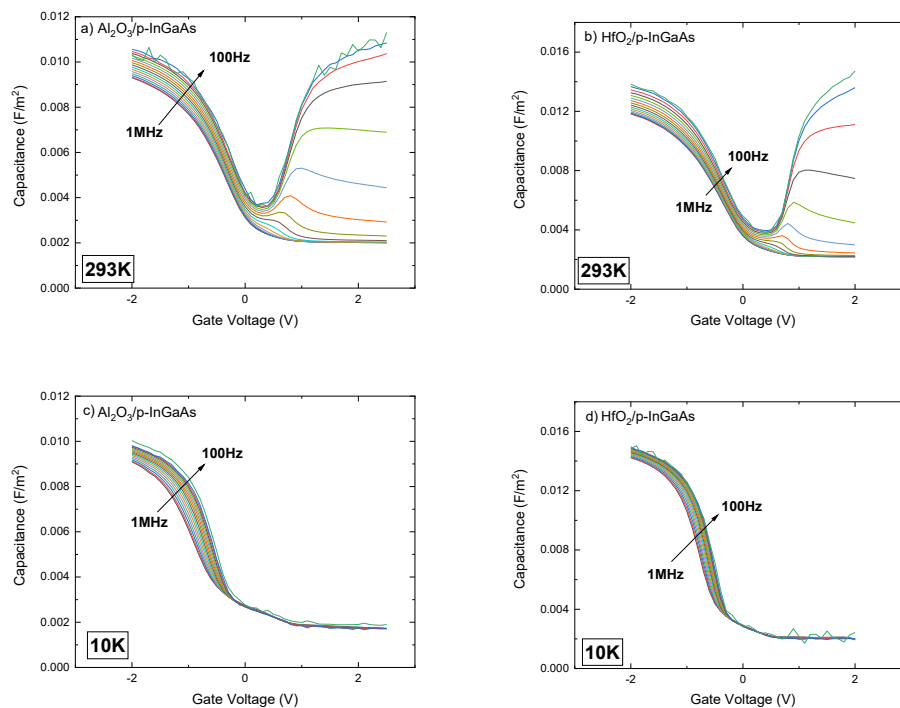 a) Al₂O₃/p-InGaAs
0.012
0.010
0.008
0.006
0.004
0.002
0.000
Capacitance (F/m²)
100Hz
1MHz
293K
-2
0
2
Gate Voltage (V)
b) HfO₂/p-InGaAs
0.016
0.012
0.008
0.004
0.000
Capacitance (F/m²)
100Hz
1MHz
293K
-2
0
2
Gate Voltage (V)
c) Al₂O₃/p-InGaAs
0.012
0.010
0.008
0.006
0.004
0.002
0.000
Capacitance (F/m²)
100Hz
1MHz
10K
-2
0
2
Gate Voltage (V)
d) HfO₂/p-InGaAs
0.016
0.012
0.008
0.004
0.000
Capacitance (F/m²)
100Hz
1MHz
10K
-2
0
2
Gate Voltage (V)